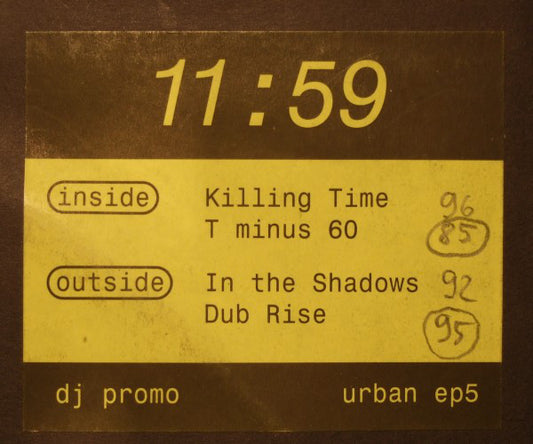 11:59
inside Killing Time 96
T minus 60 85
outside In the Shadows 92
Dub Rise 95
dj promo urban ep5